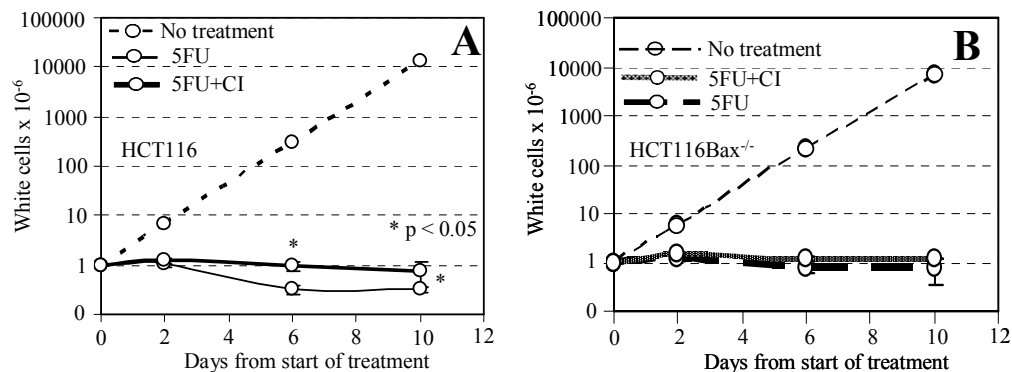 A
No treatment
5FU
5FU+CI
HCT116
* p < 0.05
*
*
White cells x 10⁻⁶
100000
10000
1000
100
10
1
0
0 2 4 6 8 10 12
Days from start of treatment
B
No treatment
5FU+CI
5FU
HCT116Bax⁻/⁻
White cells x 10⁻⁶
100000
10000
1000
100
10
1
0
0 2 4 6 8 10 12
Days from start of treatment